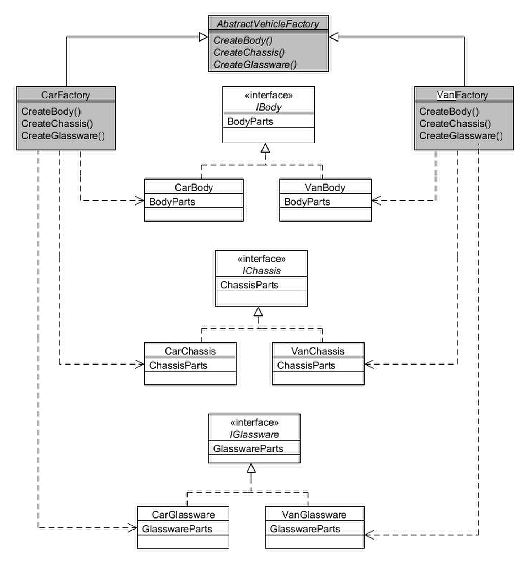 AbstractVehicleFactory
CreateBody()
CreateChassis()
CreateGlassware()
CarFactory
CreateBody()
CreateChassis()
CreateGlassware()
«interface»
IBody
BodyParts
VanFactory
CreateBody()
CreateChassis()
CreateGlassware()
CarBody
BodyParts
VanBody
BodyParts
«interface»
IChassis
ChassisParts
CarChassis
ChassisParts
VanChassis
ChassisParts
«interface»
IGlassware
GlasswareParts
CarGlassware
GlasswareParts
VanGlassware
GlasswareParts